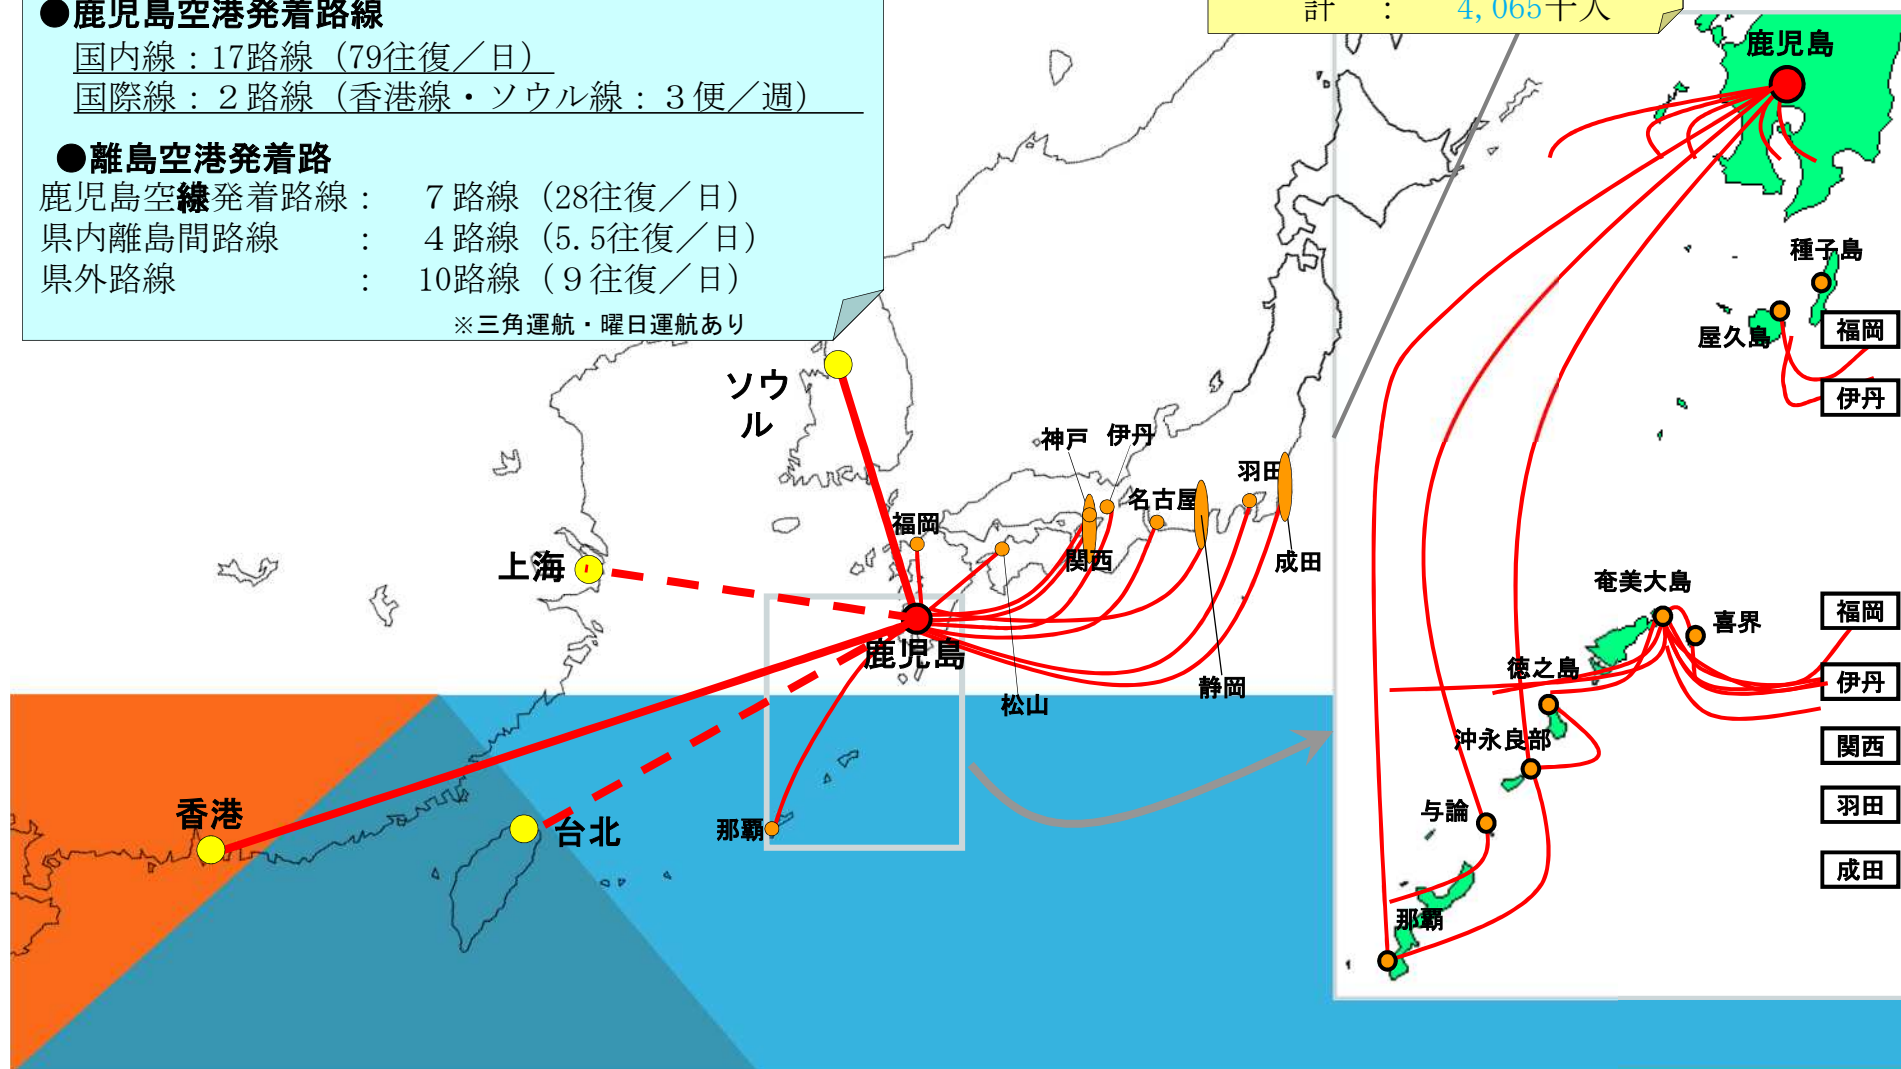 ●鹿児島空港発着路線
国内線：17路線（79往復／日）
国際線：２路線（香港線・ソウル線：３便／週）
●離島空港発着路線
鹿児島空港発着路線： ７路線（28往復／日）
県内離島間路線 ： ４路線（5.5往復／日）
県外路線 ： 10路線（９往復／日）
※三角運航・曜日運航あり
計 ： 4,065千人
ソウ
ル
上海
香港
台北
鹿児島
那覇
福岡
松山
神戸
伊丹
関西
名古屋
静岡
羽田
成田
鹿児島
種子島
屋久島
福岡
伊丹
奄美大島
喜界
徳之島
沖永良部
与論
那覇
福岡
伊丹
関西
羽田
成田